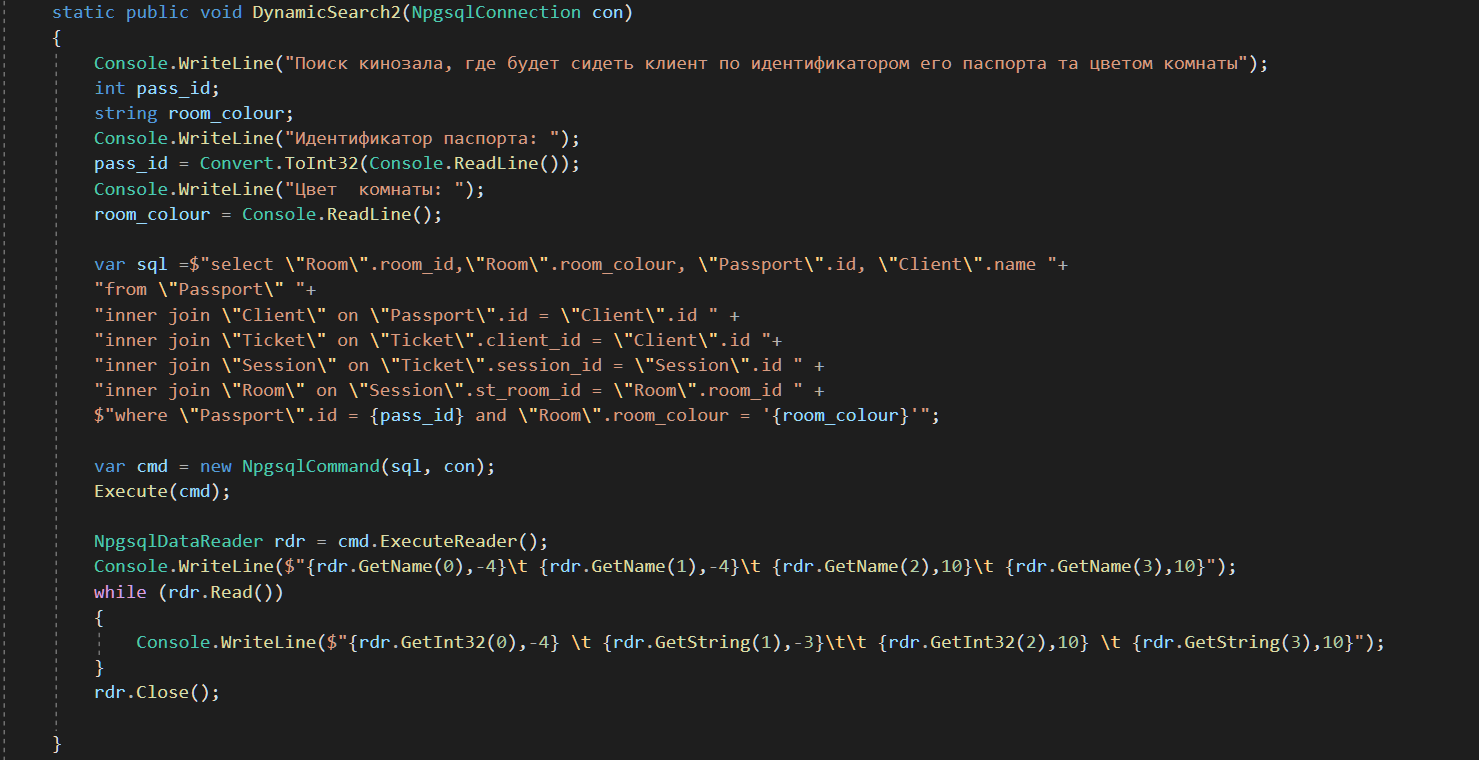 static public void DynamicSearch2(NpgsqlConnection con)
{
Console.WriteLine("Поиск кинозала, где будет сидеть клиент по идентификатором его паспорта та цветом комнаты");
int pass_id;
string room_colour;
Console.WriteLine("Идентификатор паспорта: ");
pass_id = Convert.ToInt32(Console.ReadLine());
Console.WriteLine("Цвет  комнаты: ");
room_colour = Console.ReadLine();
var sql =$"select \"Room\".room_id,\"Room\".room_colour, \"Passport\".id, \"Client\".name "+
"from \"Passport\" "+
"inner join \"Client\" on \"Passport\".id = \"Client\".id " +
"inner join \"Ticket\" on \"Ticket\".client_id = \"Client\".id "+
"inner join \"Session\" on \"Ticket\".session_id = \"Session\".id " +
"inner join \"Room\" on \"Session\".st_room_id = \"Room\".room_id " +
$"where \"Passport\".id = {pass_id} and \"Room\".room_colour = '{room_colour}'";
var cmd = new NpgsqlCommand(sql, con);
Execute(cmd);
NpgsqlDataReader rdr = cmd.ExecuteReader();
Console.WriteLine($"{rdr.GetName(0),-4}\t {rdr.GetName(1),-4}\t {rdr.GetName(2),10}\t {rdr.GetName(3),10}");
while (rdr.Read())
{
Console.WriteLine($"{rdr.GetInt32(0),-4} \t {rdr.GetString(1),-3}\t\t {rdr.GetInt32(2),10} \t {rdr.GetString(3),10}");
}
rdr.Close();
}